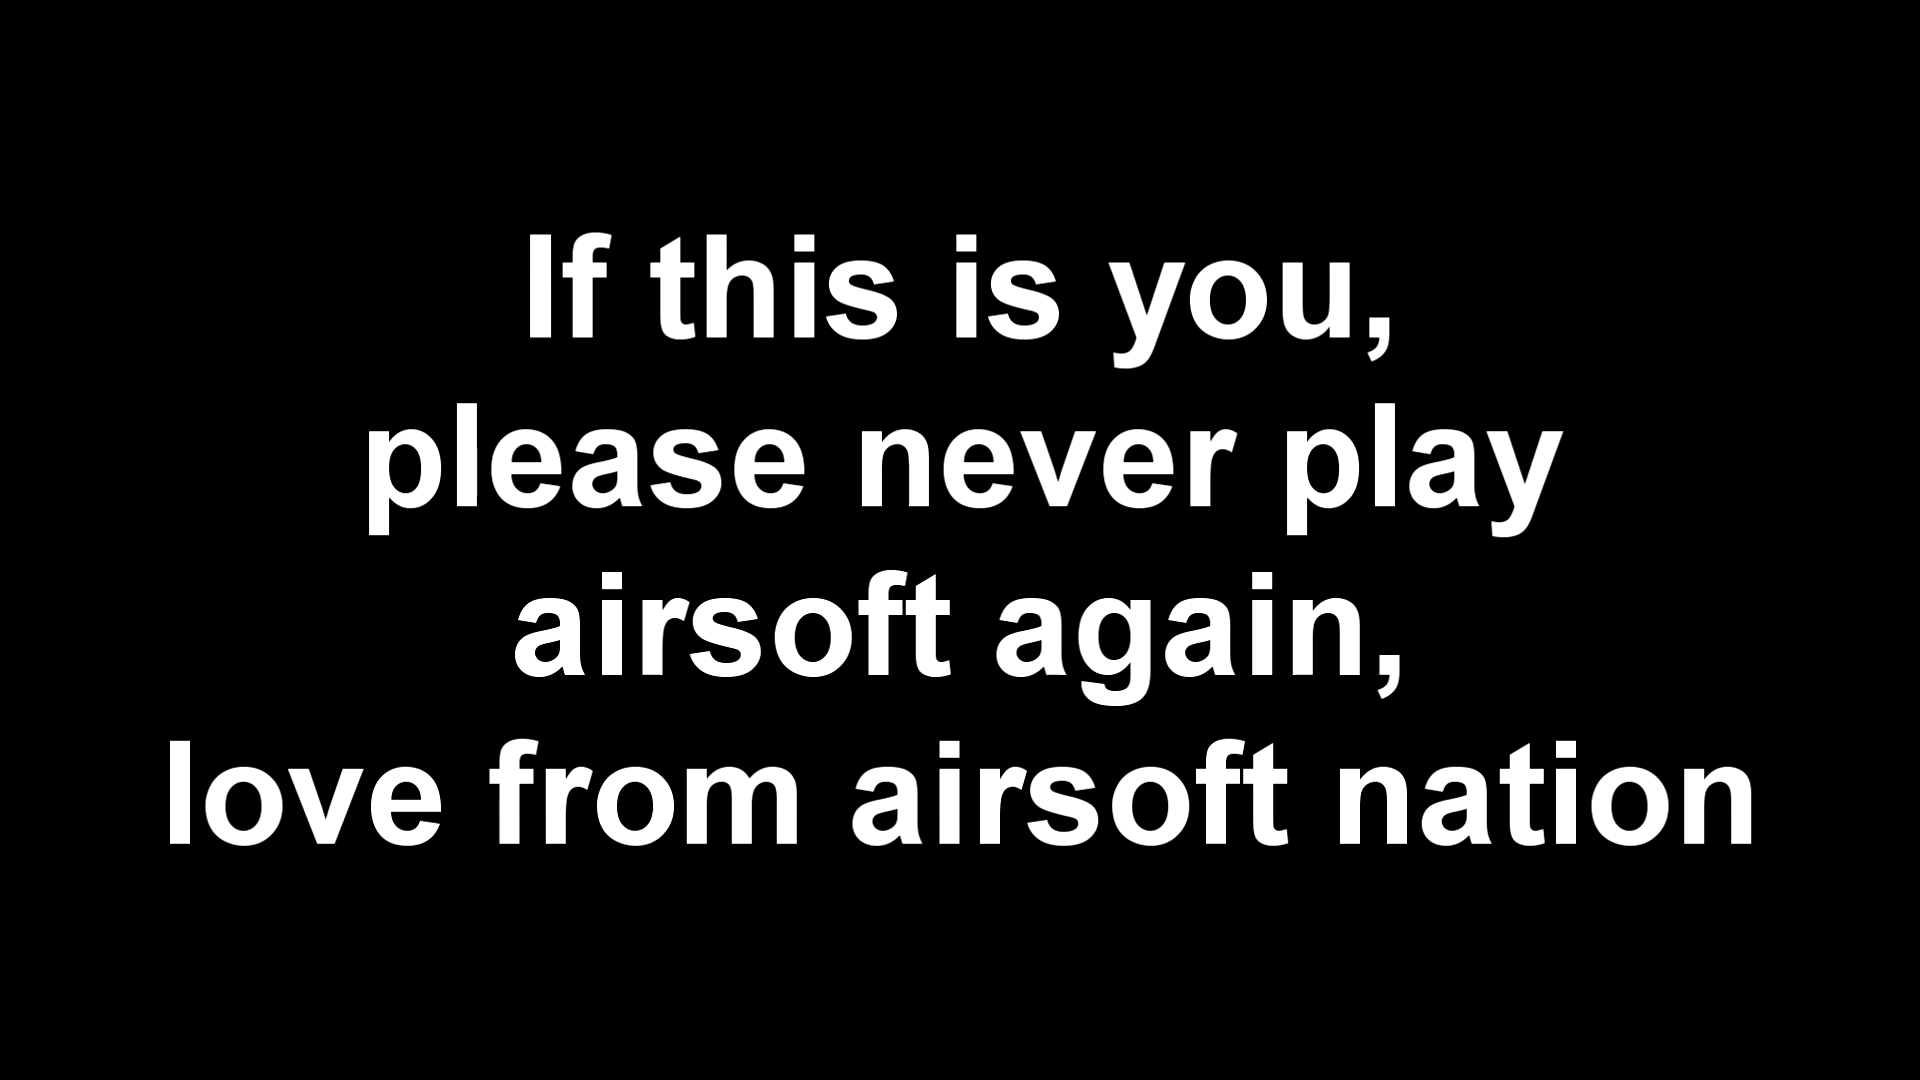 If this is you,
please never play
airsoft again,
love from airsoft nation